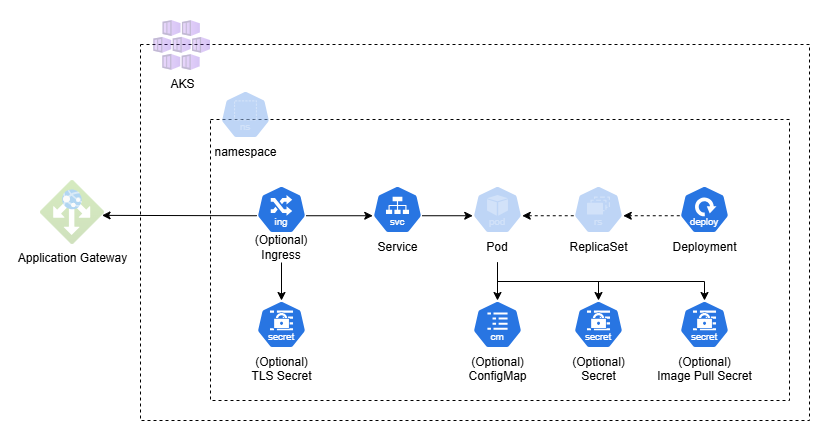 AKS
namespace
ing
svc
pod
rs
deploy
(Optional)
Ingress
Service
Pod
ReplicaSet
Deployment
Application Gateway
secret
cm
secret
secret
(Optional)
TLS Secret
(Optional)
ConfigMap
(Optional)
Secret
(Optional)
Image Pull Secret